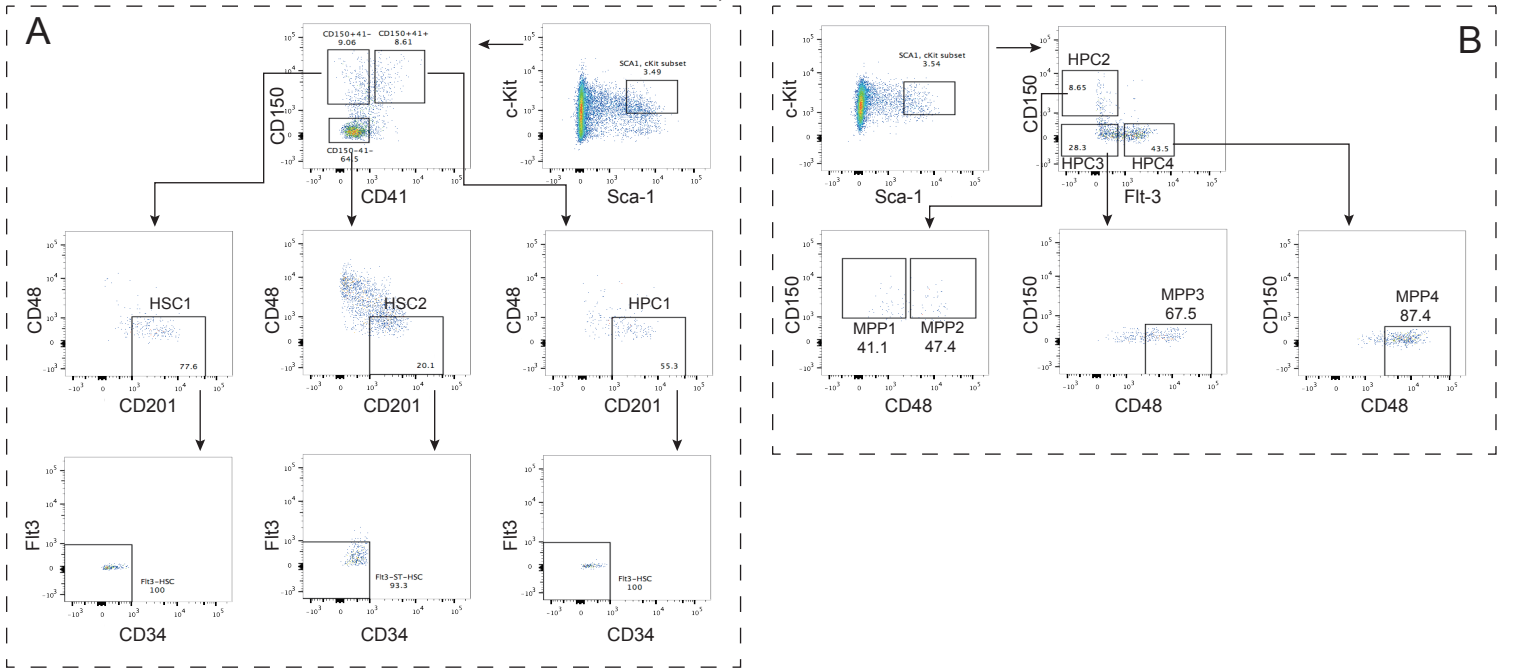 A
CD150+41-
9.06
CD150+41+
8.61
CD150-41-
64.5
CD150
CD41
SCA1, cKit subset
3.49
c-Kit
Sca-1
HSC1
77.6
CD48
CD201
HSC2
20.1
CD48
CD201
HPC1
55.3
CD48
CD201
Flt3-HSC
100
Flt3
CD34
Flt3-ST-HSC
93.3
Flt3
CD34
Flt3-HSC
100
Flt3
CD34
B
SCA1, cKit subset
3.54
c-Kit
Sca-1
HPC2
8.65
28.3
43.5
HPC3
HPC4
CD150
Flt-3
MPP1
41.1
MPP2
47.4
CD150
CD48
MPP3
67.5
CD150
CD48
MPP4
87.4
CD150
CD48